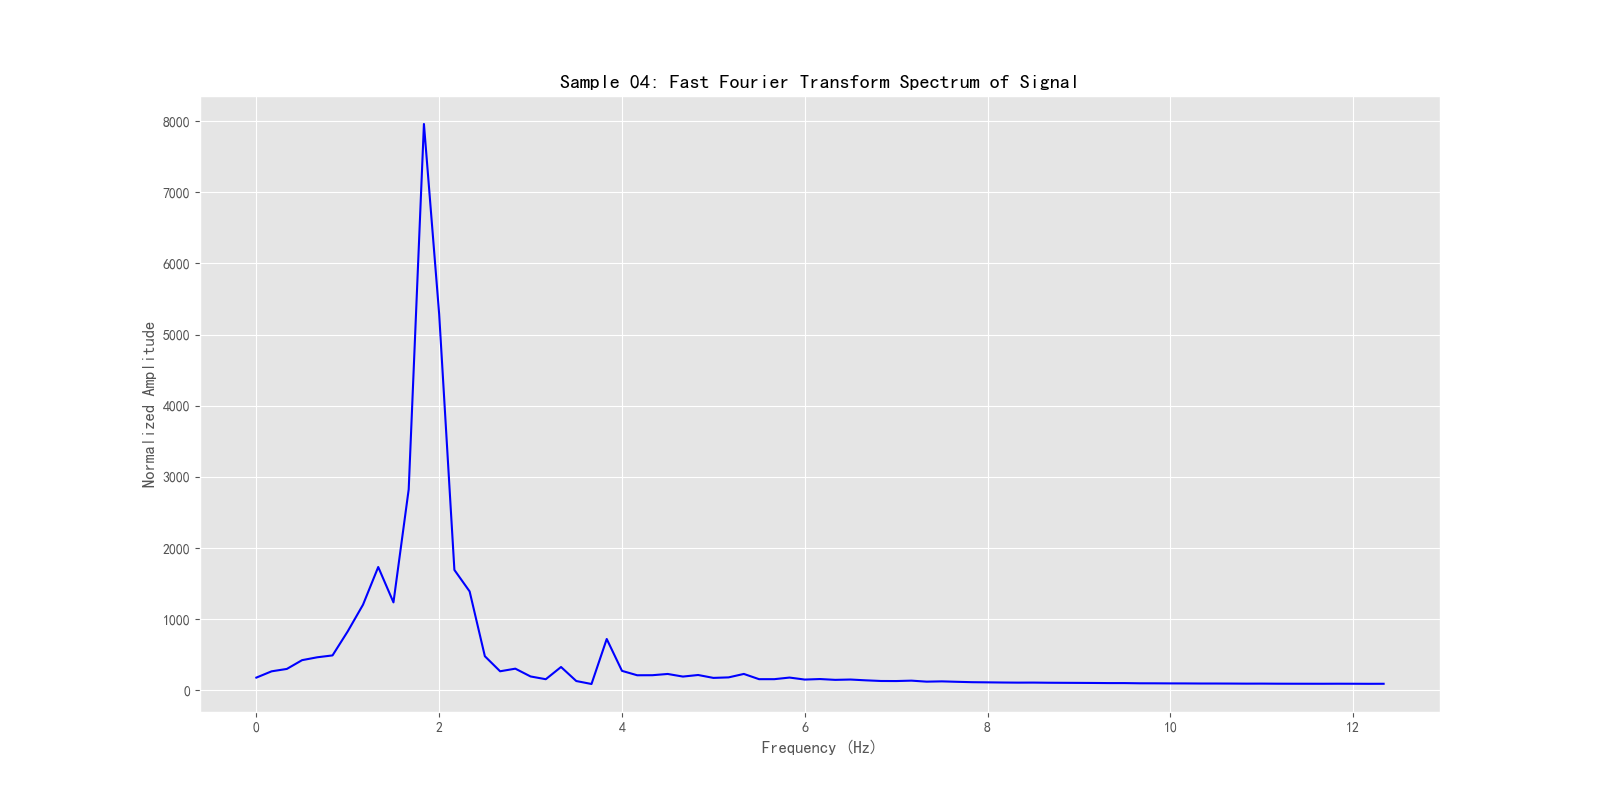 Sample 04: Fast Fourier Transform Spectrum of Signal
Normalized Amplitude
8000
7000
6000
5000
4000
3000
2000
1000
0
0 2 4 6 8 10 12
Frequency (Hz)